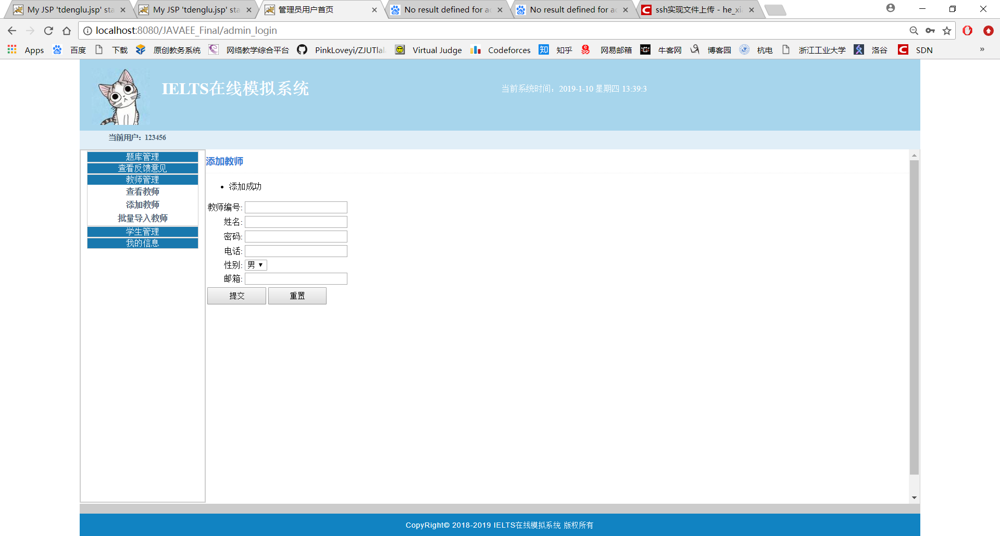 My JSP 'tdenglu.jsp' sta
My JSP 'tdenglu.jsp' sta
管理员用户首页
No result defined for ac
No result defined for ac
ssh实现文件上传 - he_xi
localhost:8080/JAVAEE_Final/admin_login
Apps 百度 下载 原创教务系统 网络教学综合平台 PinkLoveyi/ZJUTlal Virtual Judge Codeforces 知乎 网易邮箱 牛客网 博客园 杭电 浙江工业大学 洛谷 SDN »
IELTS在线模拟系统
当前系统时间：2019-1-10 星期四 13:39:3
当前用户：123456
题库管理
查看反馈意见
教师管理
查看教师
添加教师
批量导入教师
学生管理
我的信息
添加教师
添加成功
教师编号:
姓名:
密码:
电话:
性别: 男
邮箱:
提交 重置
CopyRight© 2018-2019 IELTS在线模拟系统 版权所有